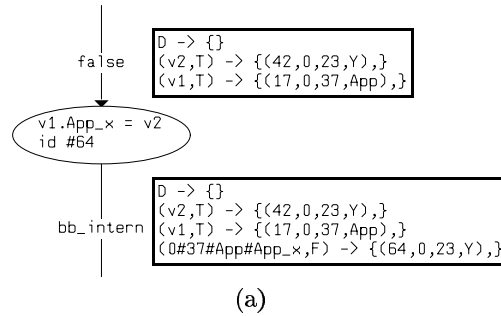 D -> {}
(v2,T) -> {(42,0,23,Y),}
(v1,T) -> {(17,0,37,App),}
false
v1.App_x = v2
id #64
D -> {}
(v2,T) -> {(42,0,23,Y),}
(v1,T) -> {(17,0,37,App),}
(0#37#App#App_x,F) -> {(64,0,23,Y),}
bb_intern
(a)